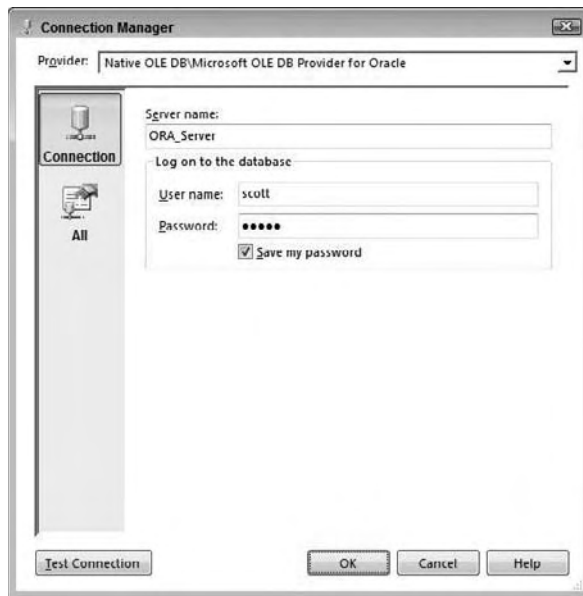 Connection Manager
Provider: Native OLE DB\Microsoft OLE DB Provider for Oracle
Connection
All
Server name:
ORA_Server
Log on to the database
User name: scott
Password: •••••
Save my password
Test Connection
OK
Cancel
Help